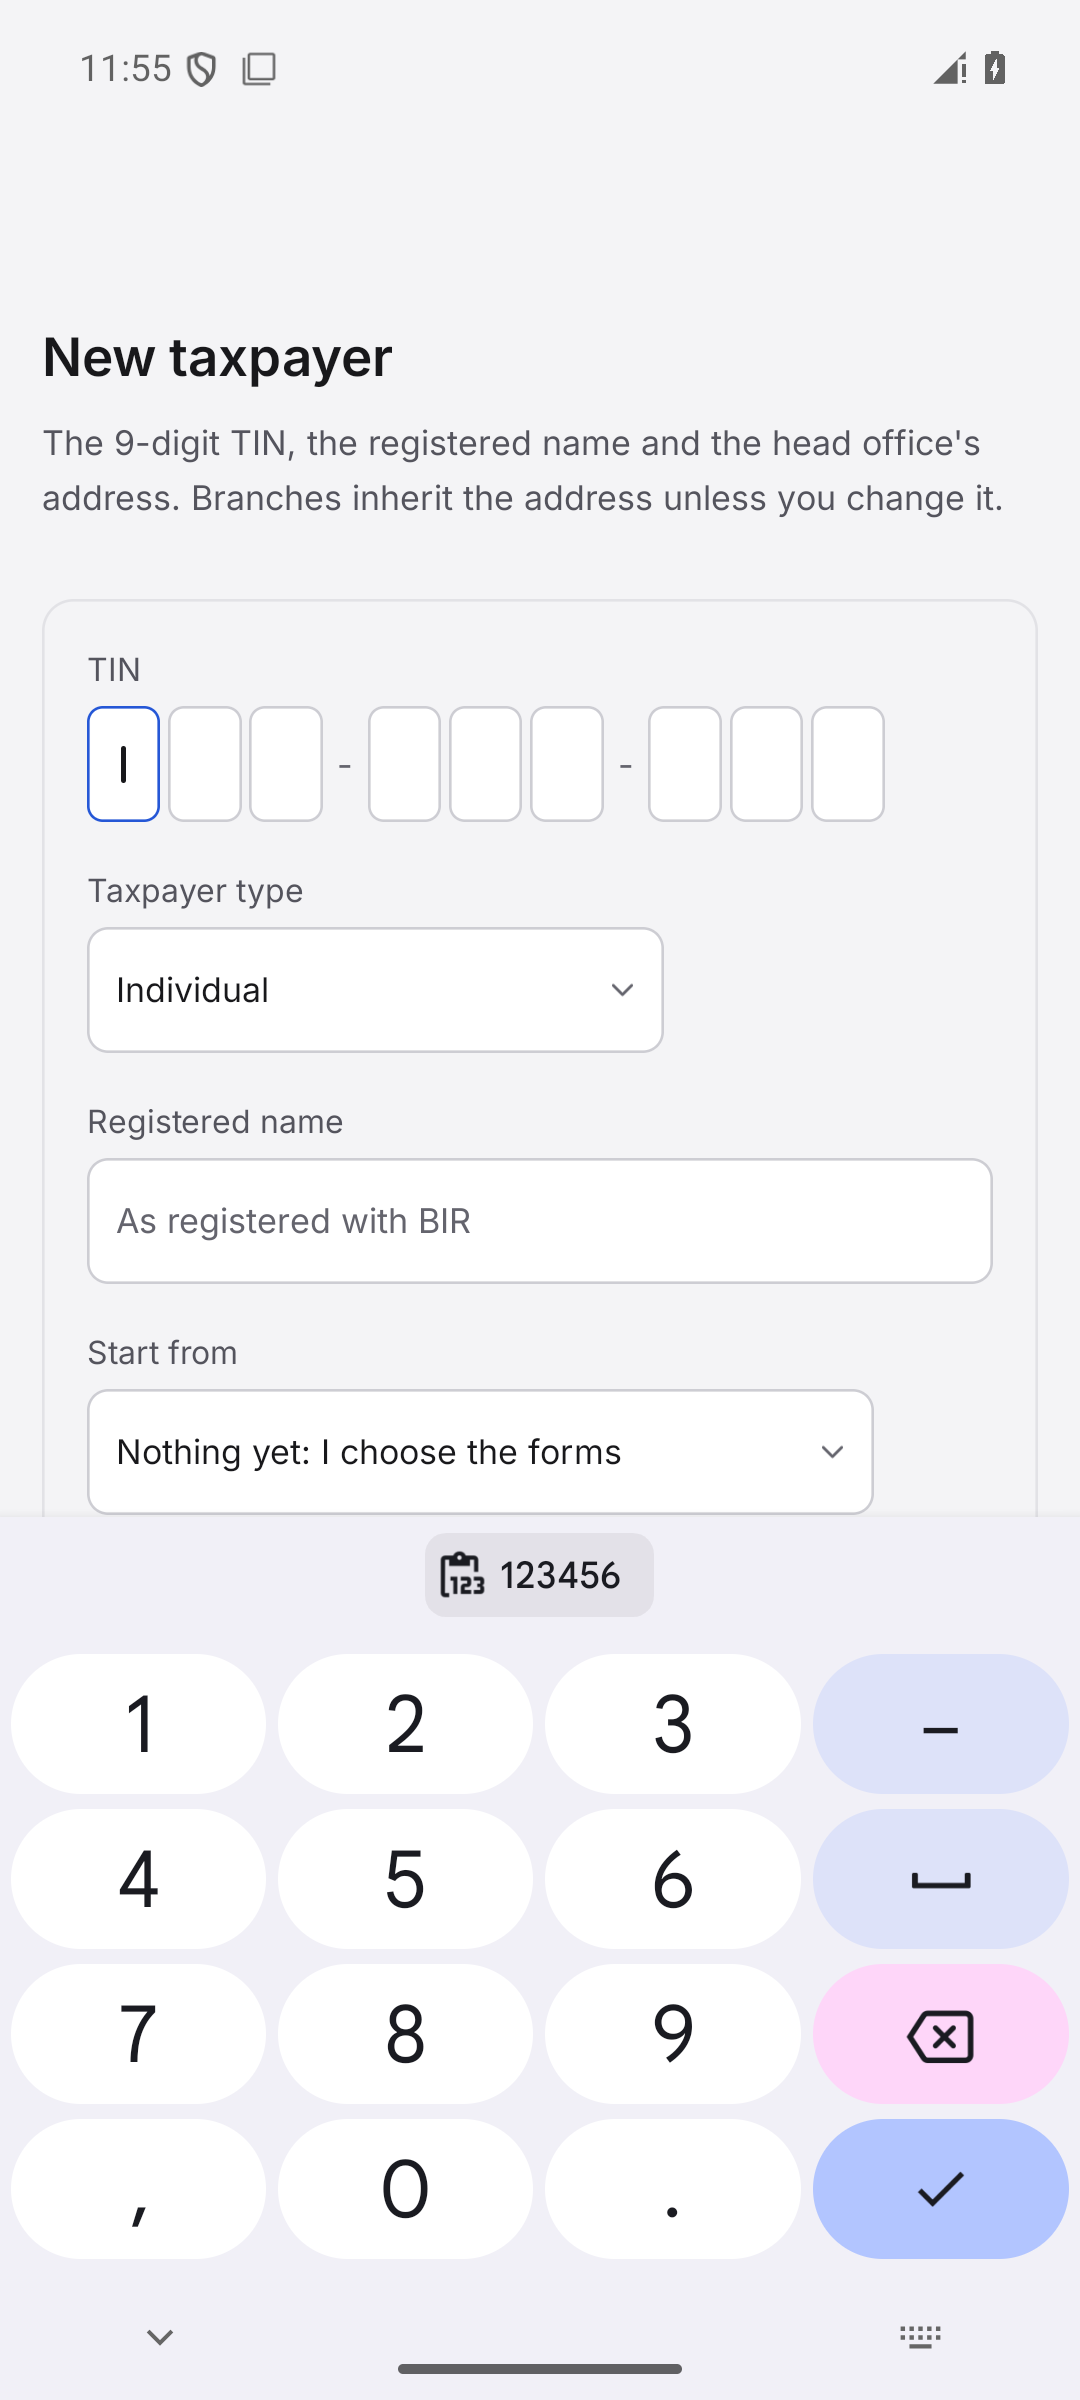 11:55
New taxpayer
The 9-digit TIN, the registered name and the head office's
address. Branches inherit the address unless you change it.
TIN
- -
Taxpayer type
Individual
Registered name
As registered with BIR
Start from
Nothing yet: I choose the forms
123 123456
1 2 3 –
4 5 6
7 8 9
, 0 .